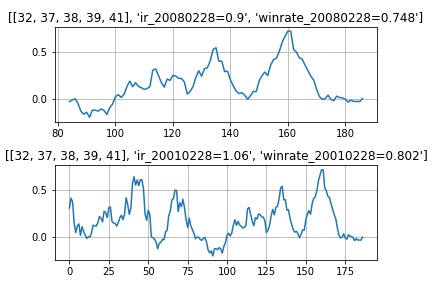 [[32, 37, 38, 39, 41], 'ir_20080228=0.9', 'winrate_20080228=0.748']
0.5
0.0
80 100 120 140 160 180
[[32, 37, 38, 39, 41], 'ir_20010228=1.06', 'winrate_20010228=0.802']
0.5
0.0
0 25 50 75 100 125 150 175